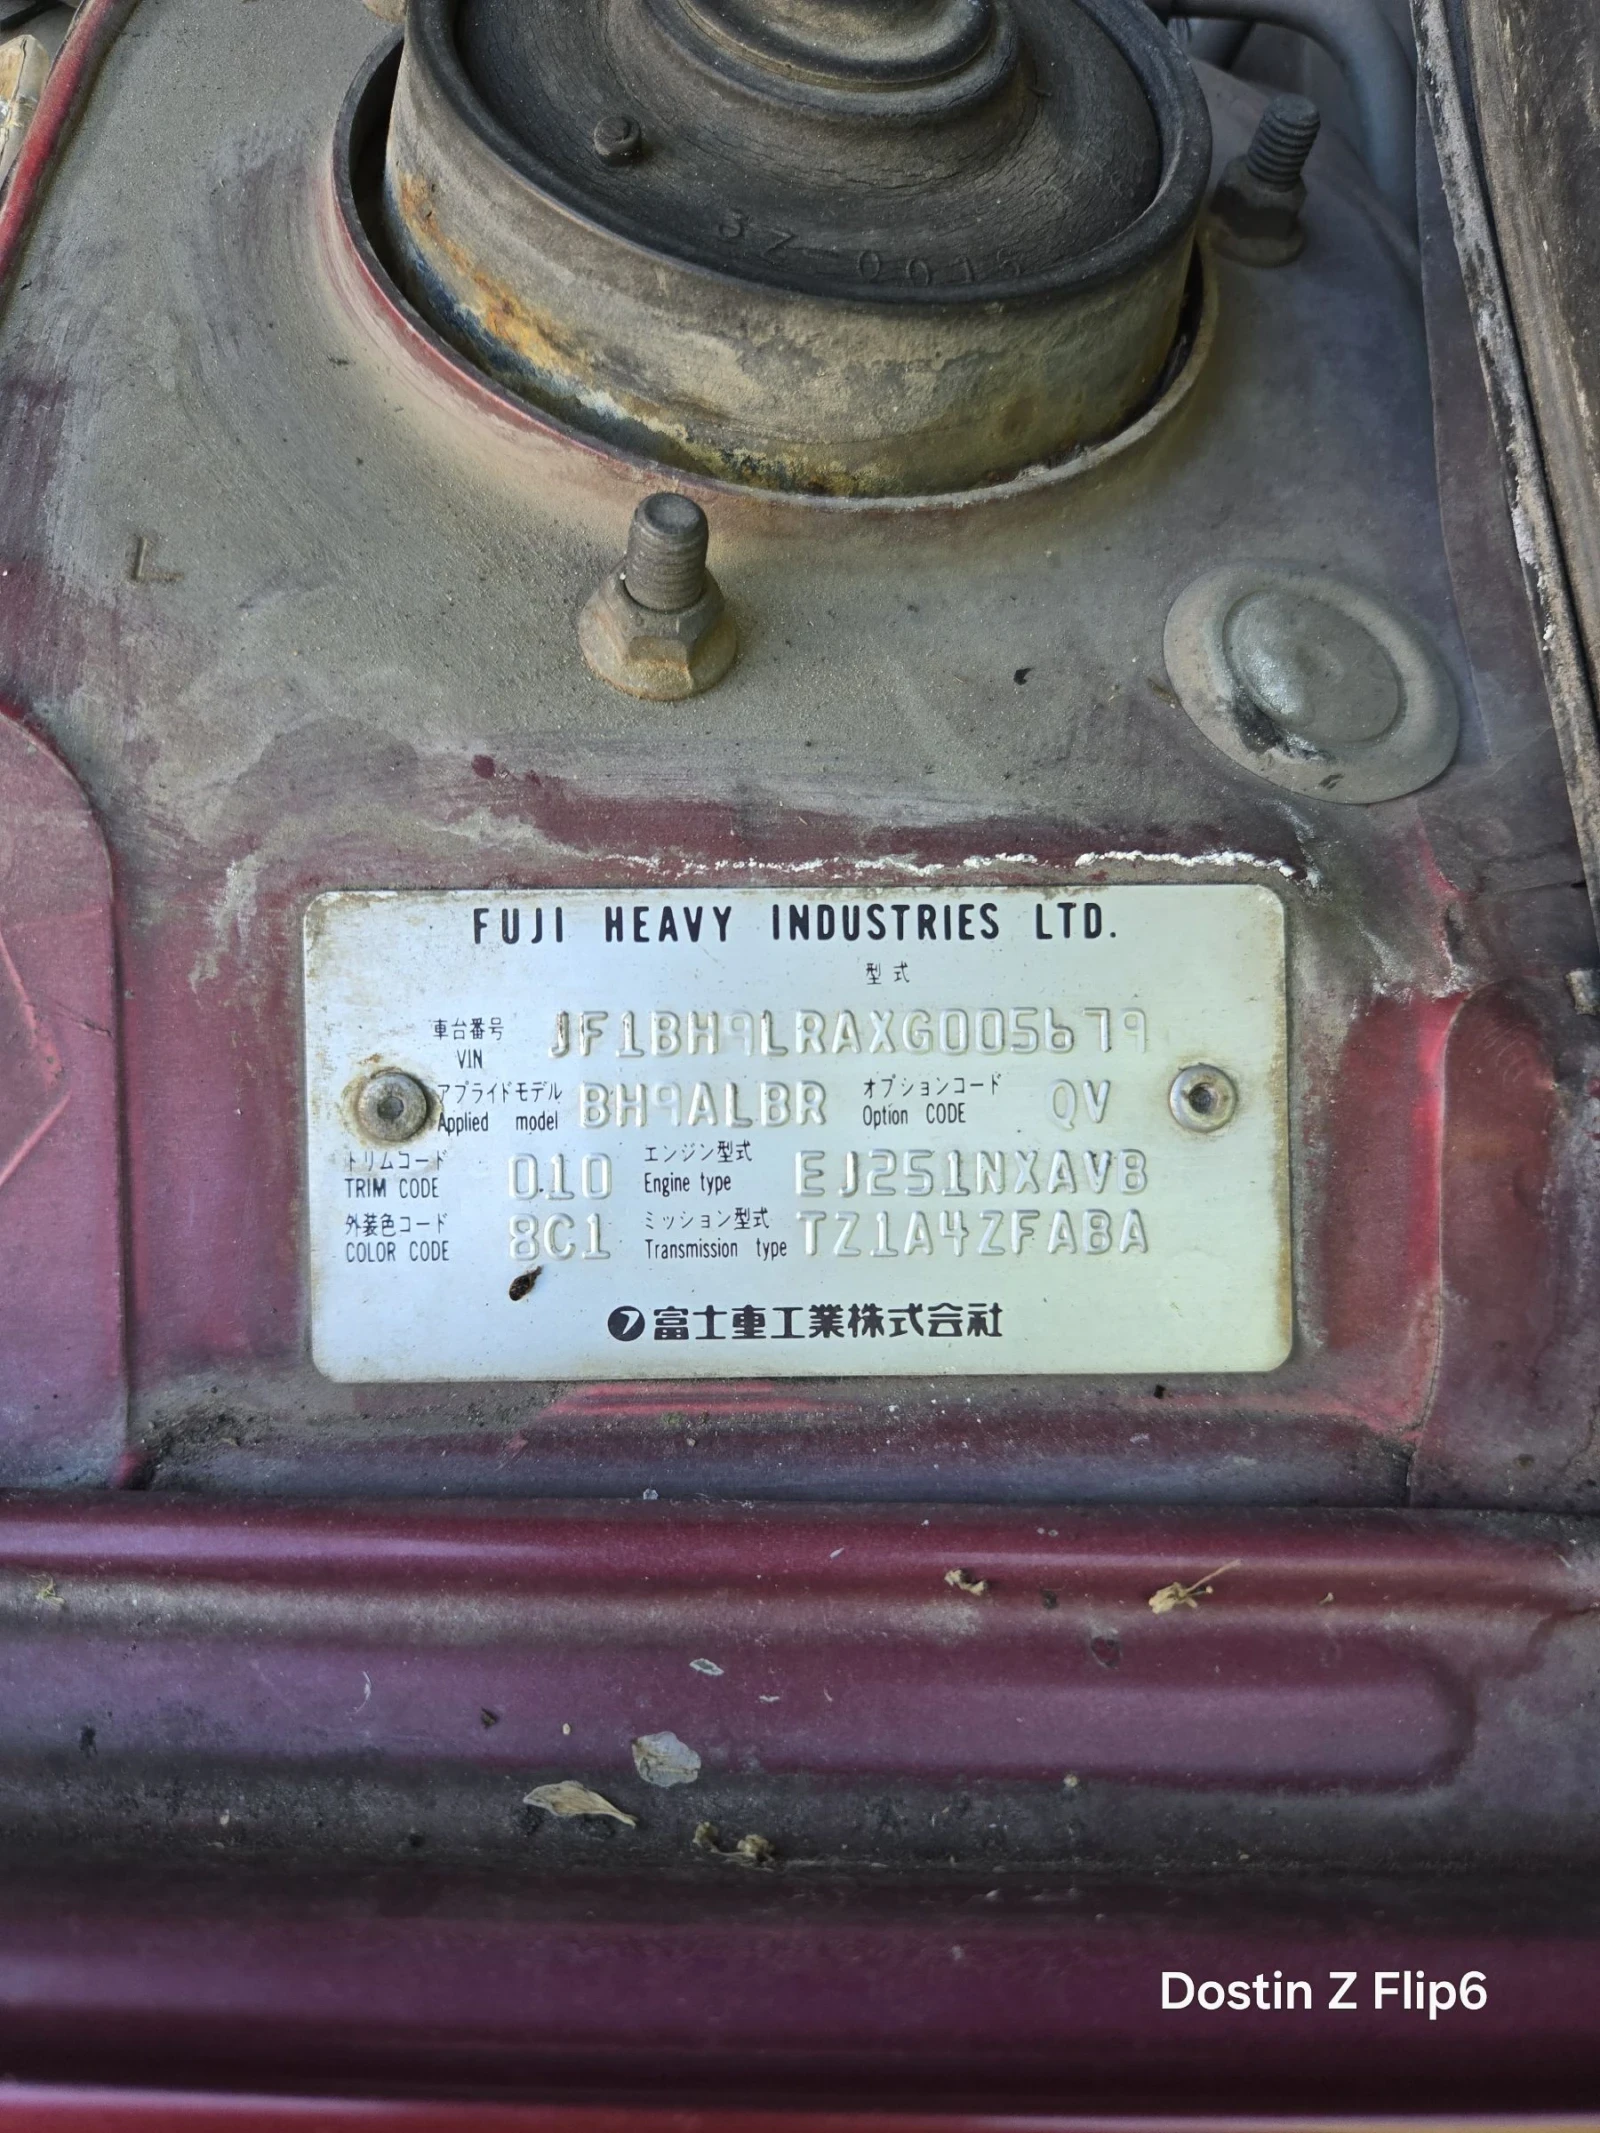 3Z-0015
L
FUJI HEAVY INDUSTRIES LTD.
型式
車台番号 VIN JF1BH9LRAXG005679
アプライドモデル Applied model BH9ALBR オプションコード Option CODE QV
トリムコード TRIM CODE 010 エンジン型式 Engine type EJ251NXAVB
外装色コード COLOR CODE 8C1 ミッション型式 Transmission type TZ1A4ZFABA
富士重工業株式会社
Dostin Z Flip6